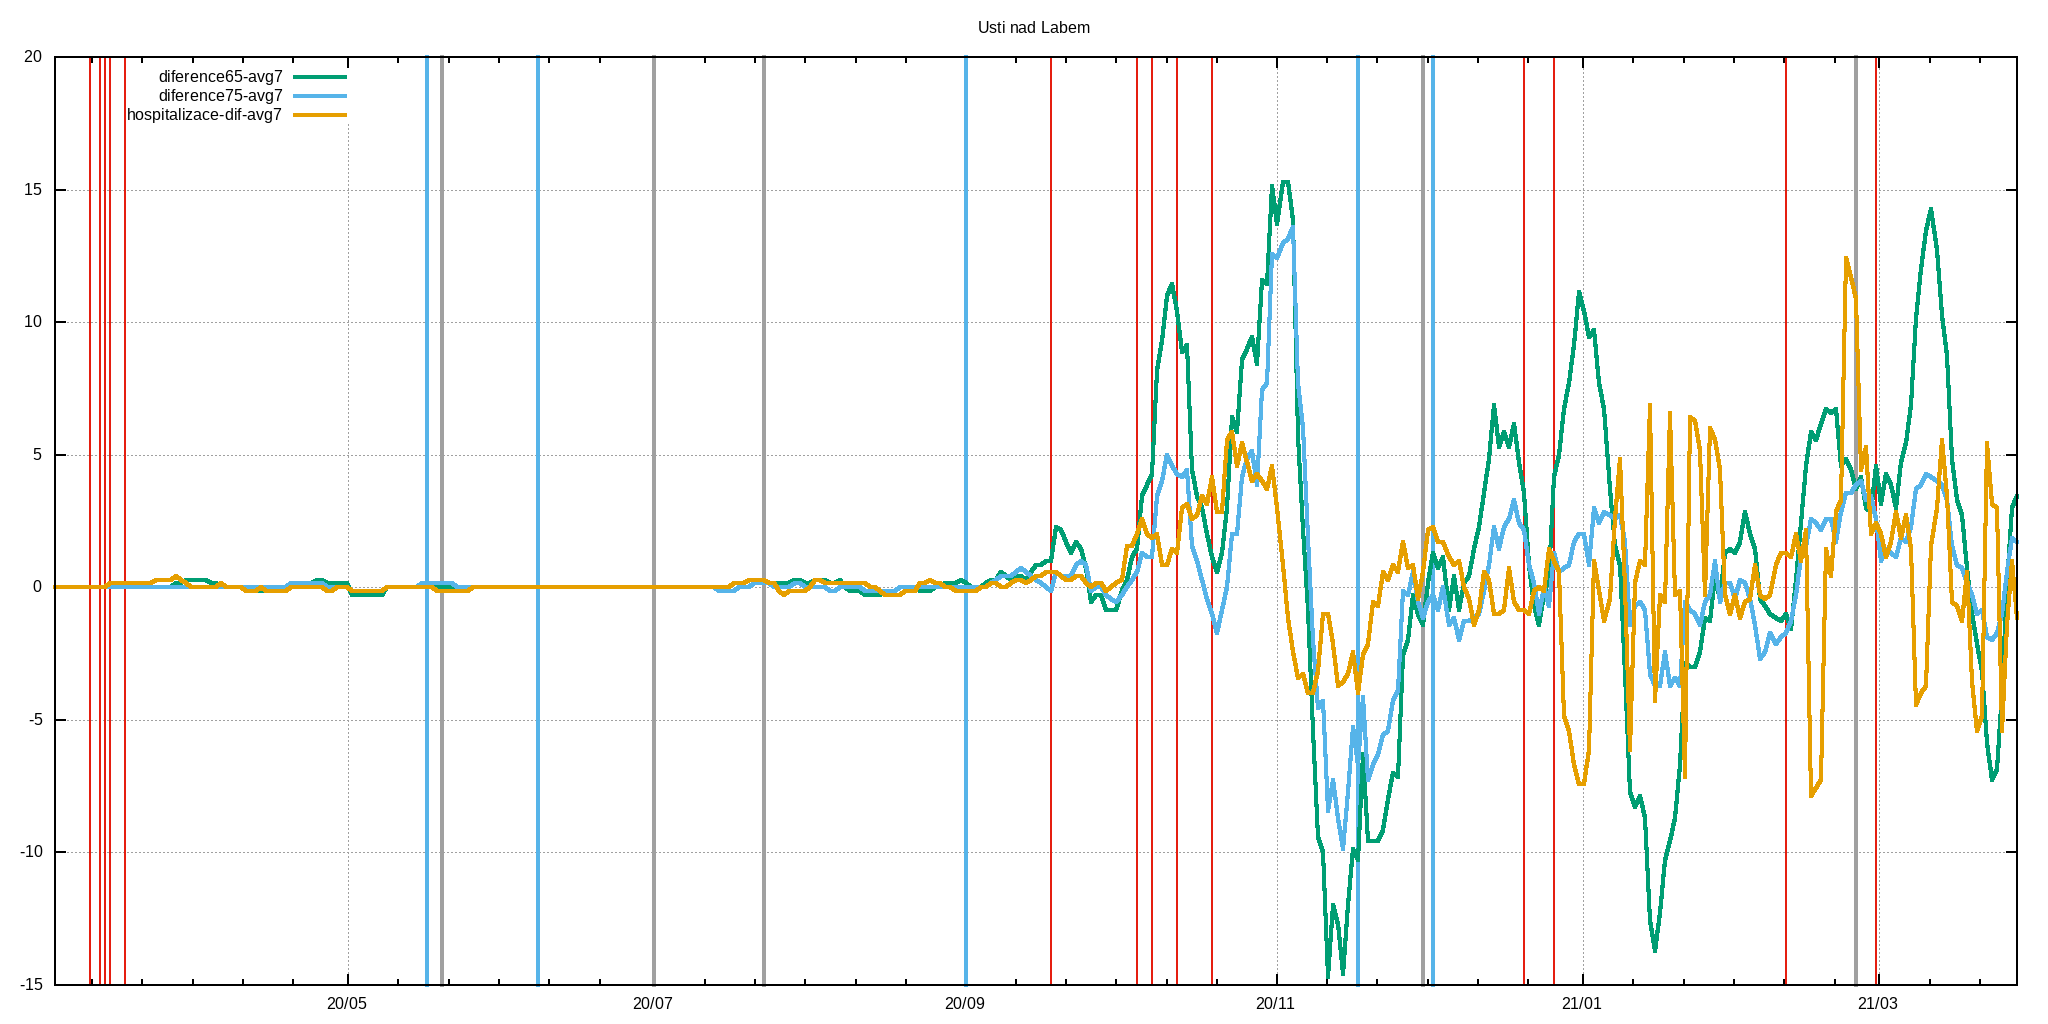 Usti nad Labem
20
diference65-avg7
diference75-avg7
hospitalizace-dif-avg7
15
10
5
0
-5
-10
-15
20/05 20/07 20/09 20/11 21/01 21/03